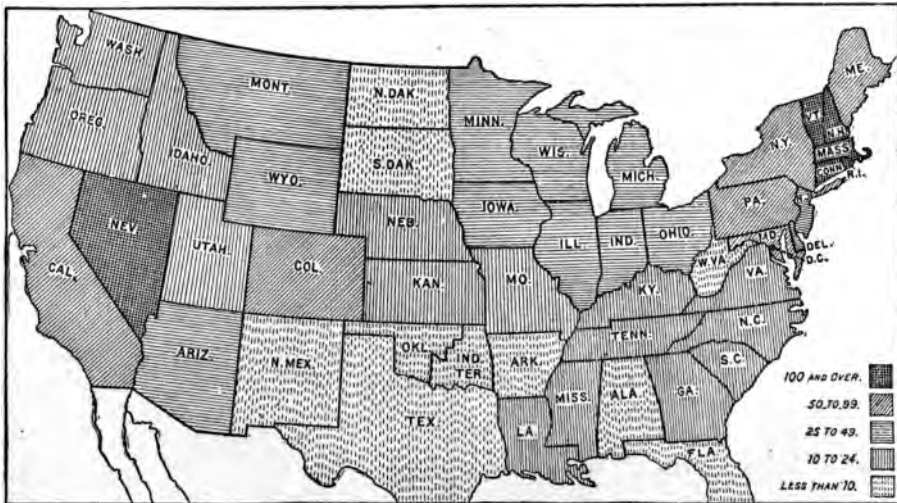 WASH.
MONT.
N.DAK.
MINN.
ME.
VT.
N.H.
OREG.
IDAHO.
S.DAK.
WIS.
MICH.
N.Y.
MASS.
CONN.
R.I.
WYO.
IOWA.
PA.
NEV.
UTAH.
NEB.
ILL.
IND.
OHIO.
MD.
DEL.
D.C.
CAL.
COL.
KAN.
MO.
W.VA.
VA.
KY.
ARIZ.
N.MEX.
OKL.
IND.
TER.
ARK.
TENN.
N.C.
S.C.
TEX.
LA.
MISS.
ALA.
GA.
FLA.
100 AND OVER.
50 TO 99.
25 TO 49.
10 TO 24.
LESS THAN 10.